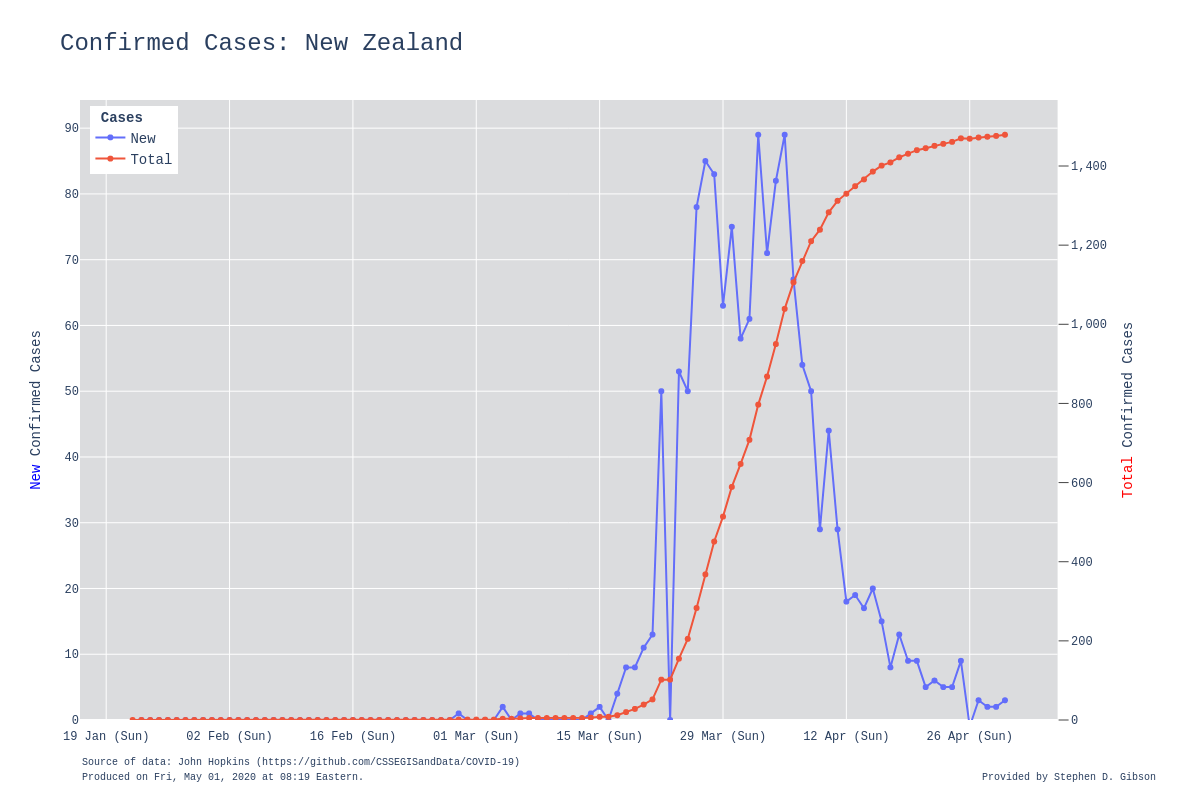 Confirmed Cases: New Zealand
Cases
New
Total
90
80
70
60
50
40
30
20
10
0
New Confirmed Cases
1,400
1,200
1,000
800
600
400
200
0
Total Confirmed Cases
19 Jan (Sun) 02 Feb (Sun) 16 Feb (Sun) 01 Mar (Sun) 15 Mar (Sun) 29 Mar (Sun) 12 Apr (Sun) 26 Apr (Sun)
Source of data: John Hopkins (https://github.com/CSSEGISandData/COVID-19)
Produced on Fri, May 01, 2020 at 08:19 Eastern.
Provided by Stephen D. Gibson